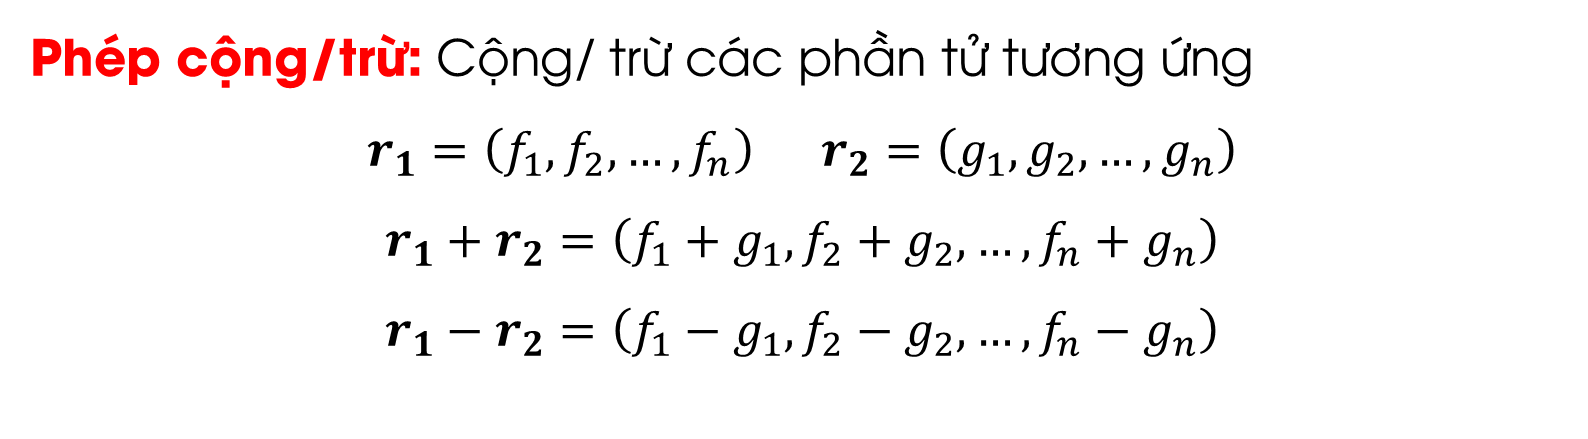 Phép cộng/trừ: Cộng/ trừ các phần tử tương ứng
𝒓₁ = (𝑓₁, 𝑓₂, … , 𝑓ₙ)  𝒓₂ = (𝑔₁, 𝑔₂, … , 𝑔ₙ)
𝒓₁ + 𝒓₂ = (𝑓₁ + 𝑔₁, 𝑓₂ + 𝑔₂, … , 𝑓ₙ + 𝑔ₙ)
𝒓₁ − 𝒓₂ = (𝑓₁ − 𝑔₁, 𝑓₂ − 𝑔₂, … , 𝑓ₙ − 𝑔ₙ)